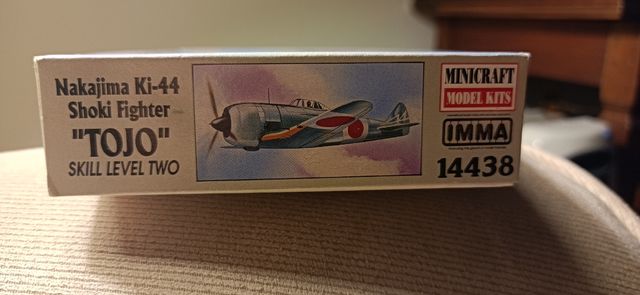 Nakajima Ki-44
Shoki Fighter
"TOJO"
SKILL LEVEL TWO
MINICRAFT
MODEL KITS
IMMA
14438